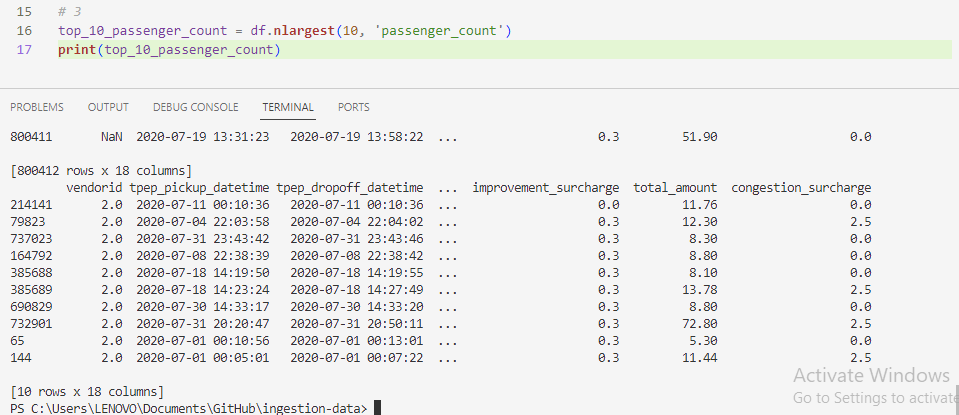 15 # 3
16 top_10_passenger_count = df.nlargest(10, 'passenger_count')
17 print(top_10_passenger_count)
PROBLEMS OUTPUT DEBUG CONSOLE TERMINAL PORTS
800411 NaN 2020-07-19 13:31:23 2020-07-19 13:58:22 ... 0.3 51.90 0.0
[800412 rows x 18 columns]
vendorid tpep_pickup_datetime tpep_dropoff_datetime ... improvement_surcharge total_amount congestion_surcharge
214141 2.0 2020-07-11 00:10:36 2020-07-11 00:10:36 ... 0.0 11.76 0.0
79823 2.0 2020-07-04 22:03:58 2020-07-04 22:04:02 ... 0.3 12.30 2.5
737023 2.0 2020-07-31 23:43:42 2020-07-31 23:43:46 ... 0.3 8.30 0.0
164792 2.0 2020-07-08 22:38:39 2020-07-08 22:38:42 ... 0.3 8.80 0.0
385688 2.0 2020-07-18 14:19:50 2020-07-18 14:19:55 ... 0.3 8.10 0.0
385689 2.0 2020-07-18 14:23:24 2020-07-18 14:27:49 ... 0.3 13.78 2.5
690829 2.0 2020-07-30 14:33:17 2020-07-30 14:33:20 ... 0.3 8.80 0.0
732901 2.0 2020-07-31 20:20:47 2020-07-31 20:50:11 ... 0.3 72.80 2.5
65 2.0 2020-07-01 00:10:56 2020-07-01 00:13:01 ... 0.3 5.30 0.0
144 2.0 2020-07-01 00:05:01 2020-07-01 00:07:22 ... 0.3 11.44 2.5
[10 rows x 18 columns]
PS C:\Users\LENOVO\Documents\GitHub\ingestion-data>
Activate Windows
Go to Settings to activate